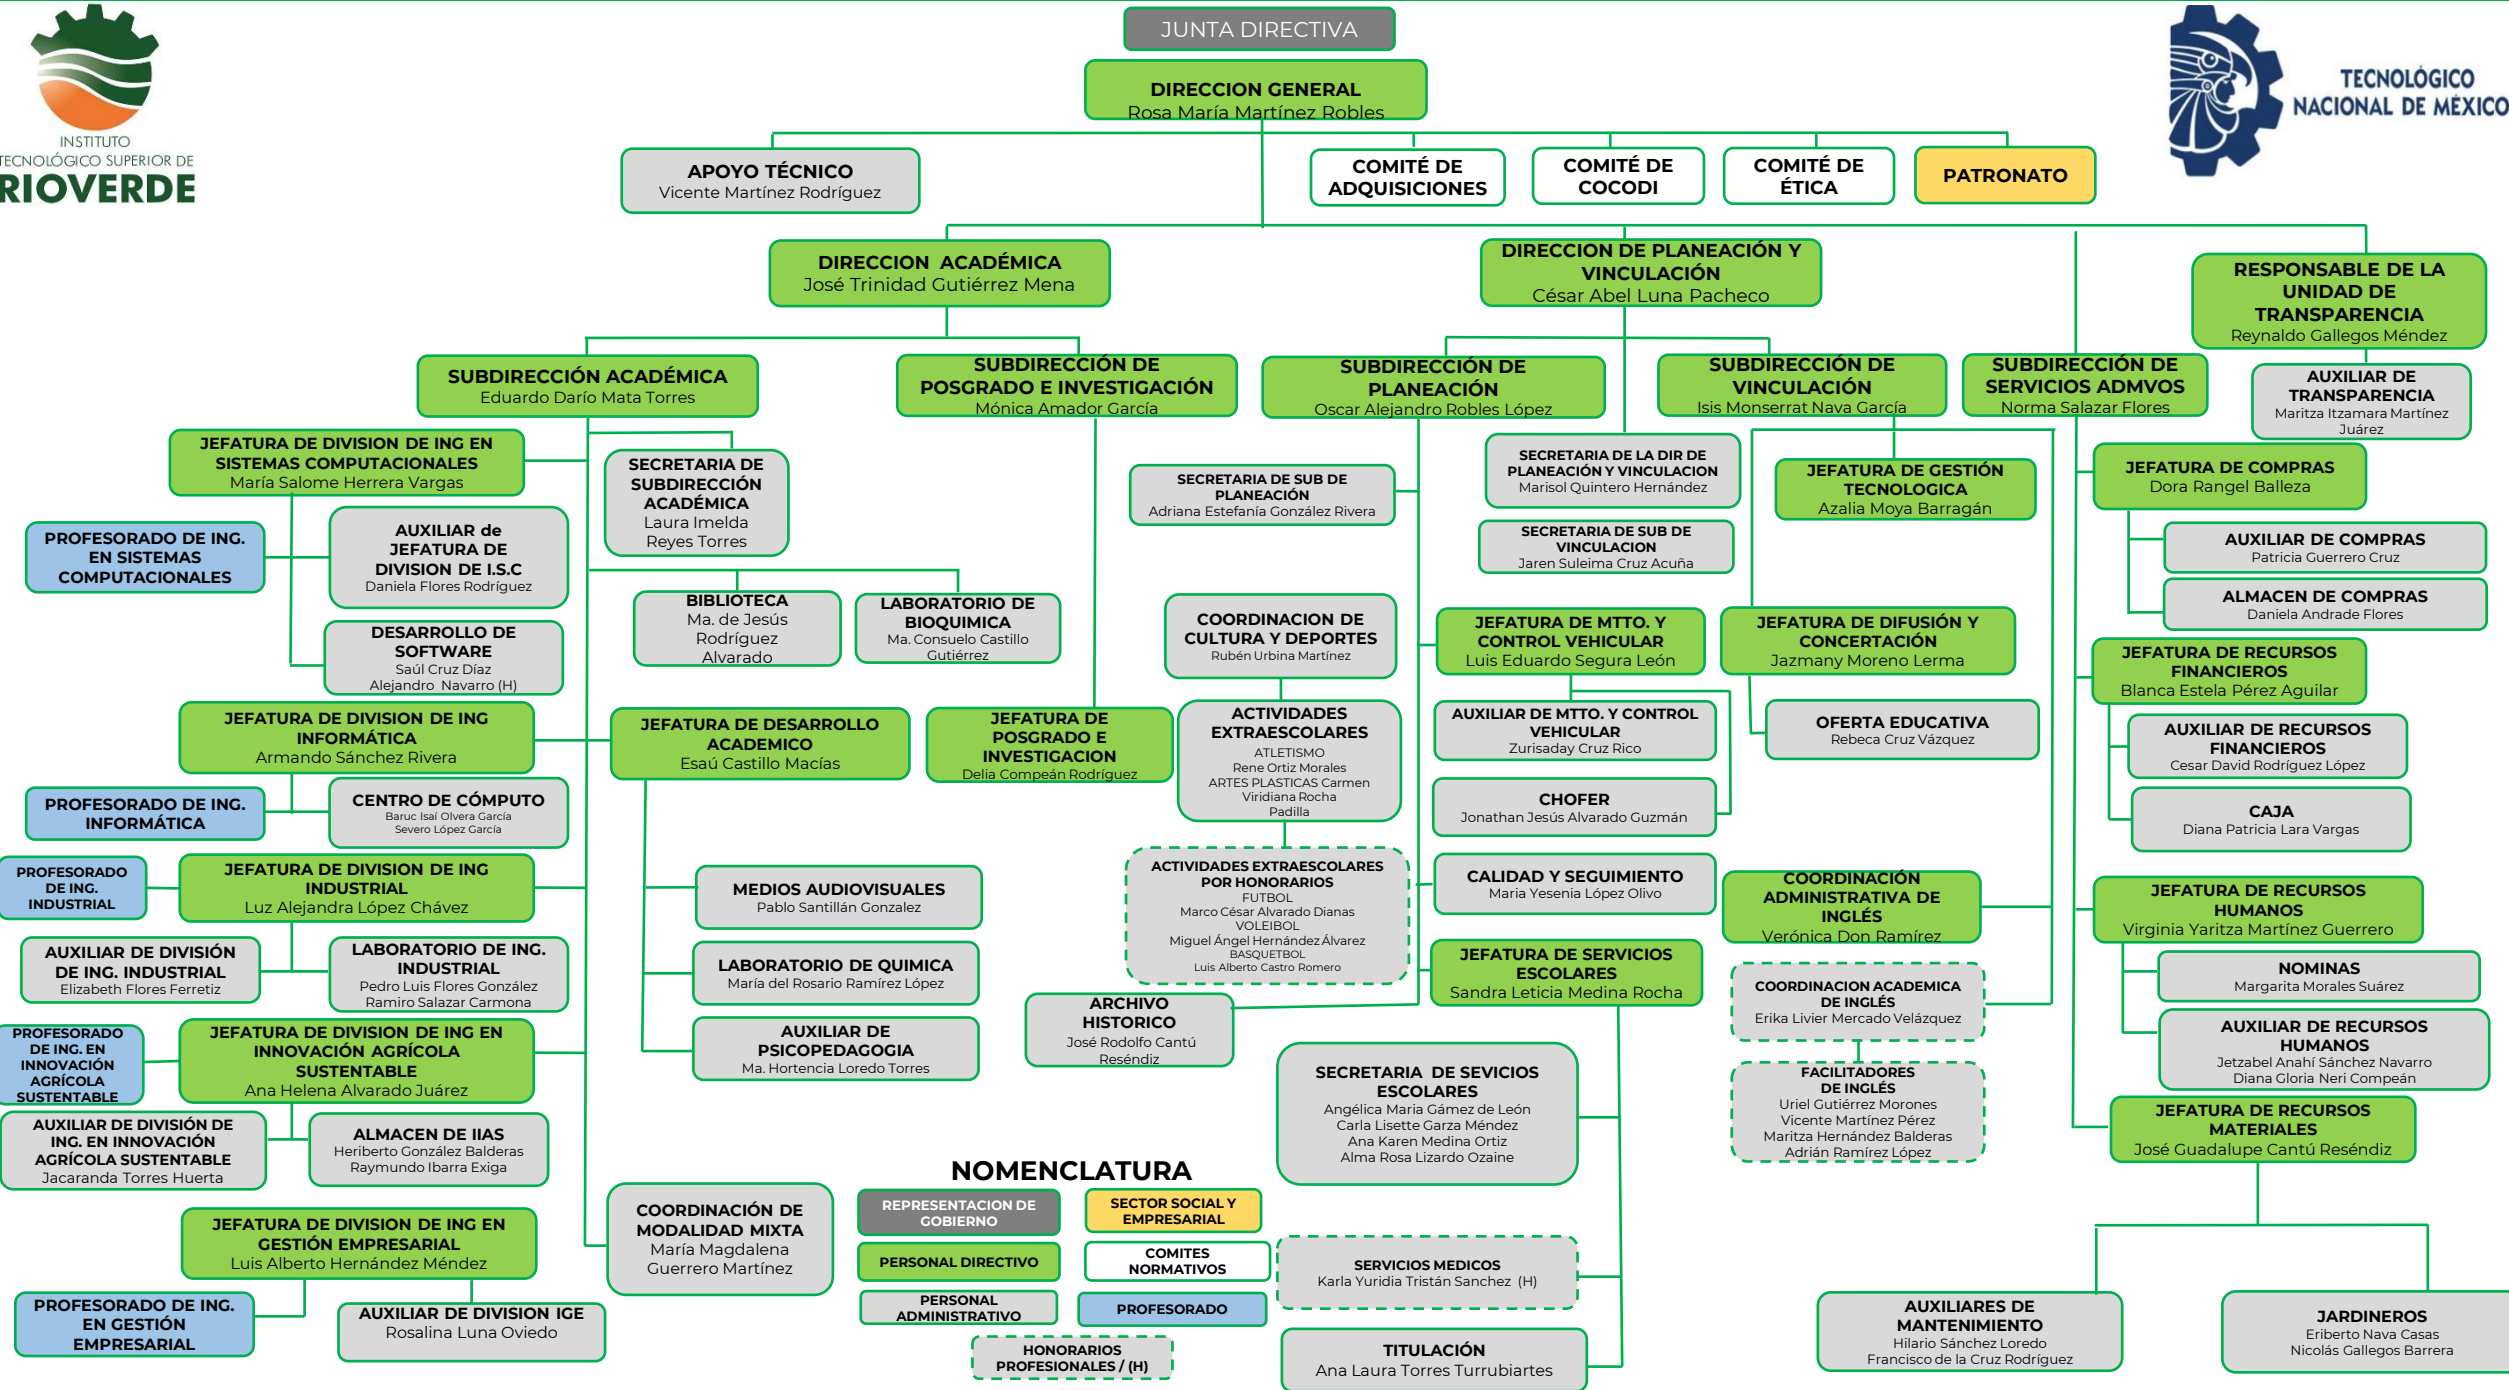 JUNTA DIRECTIVA
INSTITUTO
TECNOLÓGICO SUPERIOR DE
RIOVERDE
TECNOLÓGICO
NACIONAL DE MÉXICO
DIRECCION GENERAL
Rosa María Martínez Robles
APOYO TÉCNICO
Vicente Martínez Rodríguez
COMITÉ DE
ADQUISICIONES
COMITÉ DE
COCODI
COMITÉ DE
ÉTICA
PATRONATO
DIRECCION ACADÉMICA
José Trinidad Gutiérrez Mena
DIRECCION DE PLANEACIÓN Y
VINCULACIÓN
César Abel Luna Pacheco
RESPONSABLE DE LA
UNIDAD DE
TRANSPARENCIA
Reynaldo Gallegos Méndez
AUXILIAR DE
TRANSPARENCIA
Maritza Itzamara Martínez
Juárez
SUBDIRECCIÓN ACADÉMICA
Eduardo Darío Mata Torres
SUBDIRECCIÓN DE
POSGRADO E INVESTIGACIÓN
Mónica Amador García
SUBDIRECCIÓN DE
PLANEACIÓN
Oscar Alejandro Robles López
SUBDIRECCIÓN DE
VINCULACIÓN
Isis Monserrat Nava García
SUBDIRECCIÓN DE
SERVICIOS ADMVOS
Norma Salazar Flores
JEFATURA DE DIVISION DE ING EN
SISTEMAS COMPUTACIONALES
María Salome Herrera Vargas
SECRETARIA DE
SUBDIRECCIÓN
ACADÉMICA
Laura Imelda
Reyes Torres
PROFESORADO DE ING.
EN SISTEMAS
COMPUTACIONALES
AUXILIAR de
JEFATURA DE
DIVISION DE I.S.C
Daniela Flores Rodríguez
DESARROLLO DE
SOFTWARE
Saúl Cruz Díaz
Alejandro Navarro (H)
BIBLIOTECA
Ma. de Jesús
Rodríguez
Alvarado
LABORATORIO DE
BIOQUIMICA
Ma. Consuelo Castillo
Gutiérrez
JEFATURA DE DIVISION DE ING
INFORMÁTICA
Armando Sánchez Rivera
JEFATURA DE DESARROLLO
ACADEMICO
Esaú Castillo Macías
JEFATURA DE
POSGRADO E
INVESTIGACION
Delia Compeán Rodríguez
PROFESORADO DE ING.
INFORMÁTICA
CENTRO DE CÓMPUTO
Baruc Isaí Olvera García
Severo López García
PROFESORADO
DE ING.
INDUSTRIAL
JEFATURA DE DIVISION DE ING
INDUSTRIAL
Luz Alejandra López Chávez
MEDIOS AUDIOVISUALES
Pablo Santillán Gonzalez
AUXILIAR DE DIVISIÓN
DE ING. INDUSTRIAL
Elizabeth Flores Ferretiz
LABORATORIO DE ING.
INDUSTRIAL
Pedro Luis Flores González
Ramiro Salazar Carmona
LABORATORIO DE QUIMICA
María del Rosario Ramírez López
PROFESORADO
DE ING. EN
INNOVACIÓN
AGRÍCOLA
SUSTENTABLE
JEFATURA DE DIVISION DE ING EN
INNOVACIÓN AGRÍCOLA
SUSTENTABLE
Ana Helena Alvarado Juárez
AUXILIAR DE
PSICOPEDAGOGIA
Ma. Hortencia Loredo Torres
AUXILIAR DE DIVISIÓN DE
ING. EN INNOVACIÓN
AGRÍCOLA SUSTENTABLE
Jacaranda Torres Huerta
ALMACEN DE IIAS
Heriberto González Balderas
Raymundo Ibarra Exiga
JEFATURA DE DIVISION DE ING EN
GESTIÓN EMPRESARIAL
Luis Alberto Hernández Méndez
COORDINACIÓN DE
MODALIDAD MIXTA
María Magdalena
Guerrero Martínez
PROFESORADO DE ING.
EN GESTIÓN
EMPRESARIAL
AUXILIAR DE DIVISION IGE
Rosalina Luna Oviedo
SECRETARIA DE SUB DE
PLANEACIÓN
Adriana Estefanía González Rivera
SECRETARIA DE LA DIR DE
PLANEACIÓN Y VINCULACION
Marisol Quintero Hernández
SECRETARIA DE SUB DE
VINCULACION
Jaren Suleima Cruz Acuña
JEFATURA DE GESTIÓN
TECNOLOGICA
Azalia Moya Barragán
COORDINACION DE
CULTURA Y DEPORTES
Rubén Urbina Martínez
JEFATURA DE MTTO. Y
CONTROL VEHICULAR
Luis Eduardo Segura León
JEFATURA DE DIFUSIÓN Y
CONCERTACIÓN
Jazmany Moreno Lerma
ACTIVIDADES
EXTRAESCOLARES
ATLETISMO
Rene Ortiz Morales
ARTES PLASTICAS Carmen
Viridiana Rocha
Padilla
AUXILIAR DE MTTO. Y CONTROL
VEHICULAR
Zurisaday Cruz Rico
OFERTA EDUCATIVA
Rebeca Cruz Vázquez
CHOFER
Jonathan Jesús Alvarado Guzmán
ACTIVIDADES EXTRAESCOLARES
POR HONORARIOS
FUTBOL
Marco César Alvarado Dianas
VOLEIBOL
Miguel Ángel Hernández Álvarez
BASQUETBOL
Luis Alberto Castro Romero
CALIDAD Y SEGUIMIENTO
Maria Yesenia López Olivo
COORDINACIÓN
ADMINISTRATIVA DE
INGLÉS
Verónica Don Ramírez
JEFATURA DE SERVICIOS
ESCOLARES
Sandra Leticia Medina Rocha
ARCHIVO
HISTORICO
José Rodolfo Cantú
Reséndiz
COORDINACION ACADEMICA
DE INGLÉS
Erika Livier Mercado Velázquez
SECRETARIA DE SEVICIOS
ESCOLARES
Angélica Maria Gámez de León
Carla Lisette Garza Méndez
Ana Karen Medina Ortiz
Alma Rosa Lizardo Ozaine
FACILITADORES
DE INGLÉS
Uriel Gutiérrez Morones
Vicente Martínez Pérez
Maritza Hernández Balderas
Adrián Ramírez López
SERVICIOS MEDICOS
Karla Yuridia Tristán Sanchez (H)
TITULACIÓN
Ana Laura Torres Turrubiartes
JEFATURA DE COMPRAS
Dora Rangel Balleza
AUXILIAR DE COMPRAS
Patricia Guerrero Cruz
ALMACEN DE COMPRAS
Daniela Andrade Flores
JEFATURA DE RECURSOS
FINANCIEROS
Blanca Estela Pérez Aguilar
AUXILIAR DE RECURSOS
FINANCIEROS
Cesar David Rodríguez López
CAJA
Diana Patricia Lara Vargas
JEFATURA DE RECURSOS
HUMANOS
Virginia Yaritza Martínez Guerrero
NOMINAS
Margarita Morales Suárez
AUXILIAR DE RECURSOS
HUMANOS
Jetzabel Anahí Sánchez Navarro
Diana Gloria Neri Compeán
JEFATURA DE RECURSOS
MATERIALES
José Guadalupe Cantú Reséndiz
AUXILIARES DE
MANTENIMIENTO
Hilario Sánchez Loredo
Francisco de la Cruz Rodríguez
JARDINEROS
Eriberto Nava Casas
Nicolás Gallegos Barrera
NOMENCLATURA
REPRESENTACION DE
GOBIERNO
SECTOR SOCIAL Y
EMPRESARIAL
PERSONAL DIRECTIVO
COMITES
NORMATIVOS
PERSONAL
ADMINISTRATIVO
PROFESORADO
HONORARIOS
PROFESIONALES / (H)